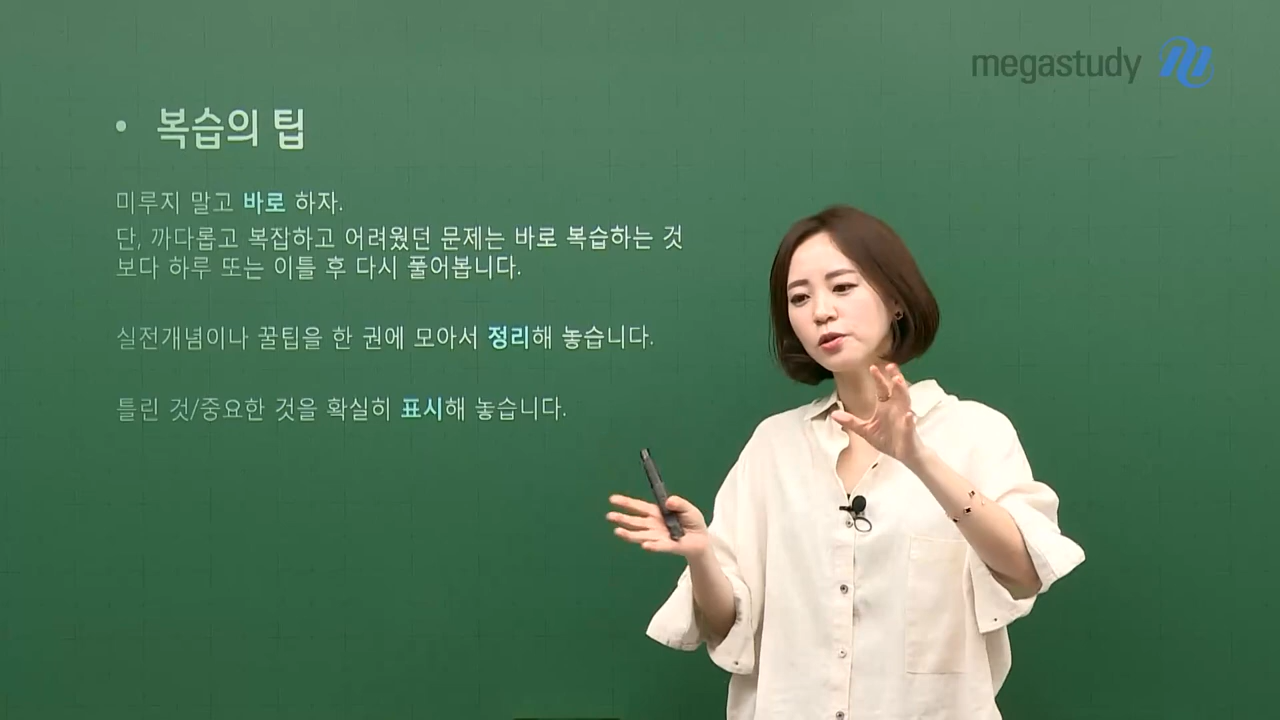 megastudy
• 복습의 팁
미루지 말고 바로 하자.
단, 까다롭고 복잡하고 어려웠던 문제는 바로 복습하는 것
보다 하루 또는 이틀 후 다시 풀어봅니다.
실전개념이나 꿀팁을 한 권에 모아서 정리해 놓습니다.
틀린 것/중요한 것을 확실히 표시해 놓습니다.